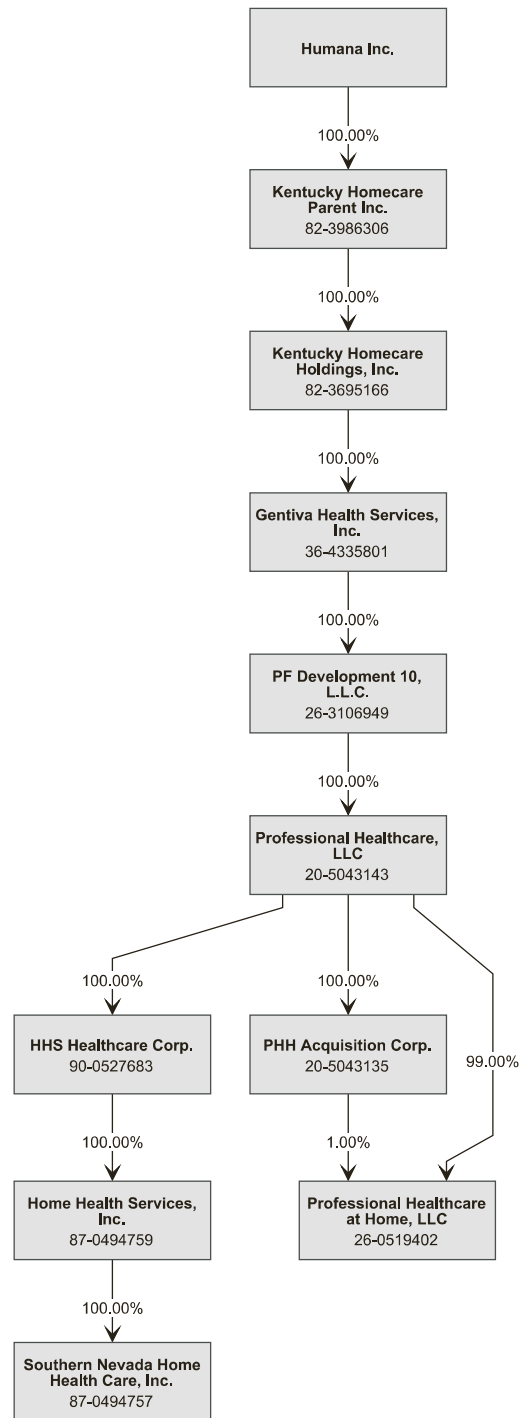 Humana Inc.
100.00%
Kentucky Homecare
Parent Inc.
82-3986306
100.00%
Kentucky Homecare
Holdings, Inc.
82-3695166
100.00%
Gentiva Health Services,
Inc.
36-4335801
100.00%
PF Development 10,
L.L.C.
26-3106949
100.00%
Professional Healthcare,
LLC
20-5043143
100.00%
100.00%
HHS Healthcare Corp.
90-0527683
PHH Acquisition Corp.
20-5043135
99.00%
100.00%
1.00%
Home Health Services,
Inc.
87-0494759
Professional Healthcare
at Home, LLC
26-0519402
100.00%
Southern Nevada Home
Health Care, Inc.
87-0494757